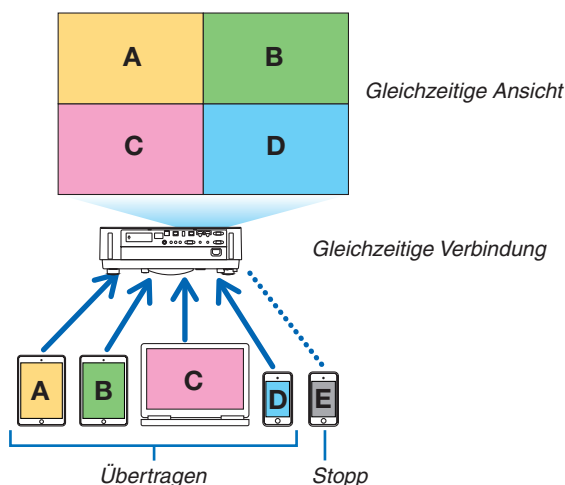 A B
Gleichzeitige Ansicht
C D
Gleichzeitige Verbindung
A B C D E
Übertragen Stopp